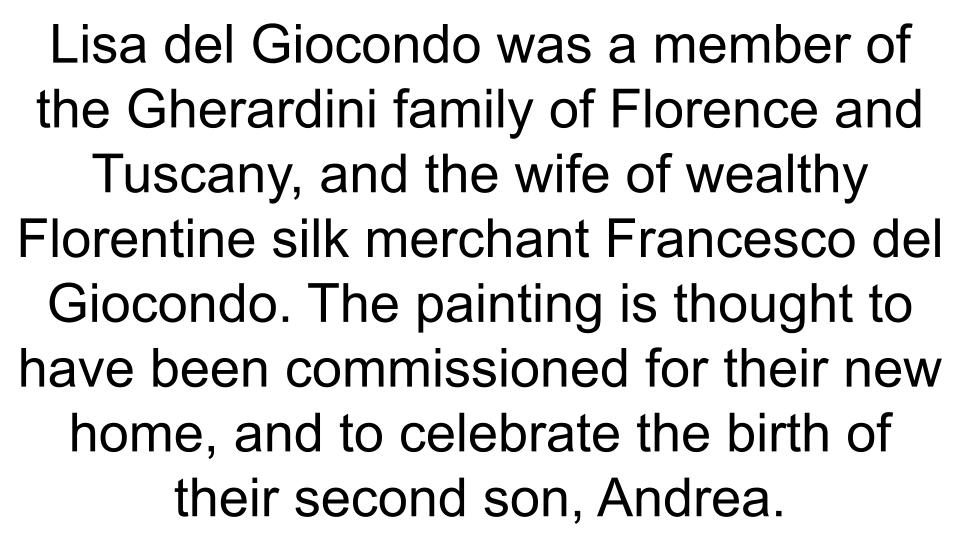 Lisa del Giocondo was a member of
the Gherardini family of Florence and
Tuscany, and the wife of wealthy
Florentine silk merchant Francesco del
Giocondo. The painting is thought to
have been commissioned for their new
home, and to celebrate the birth of
their second son, Andrea.